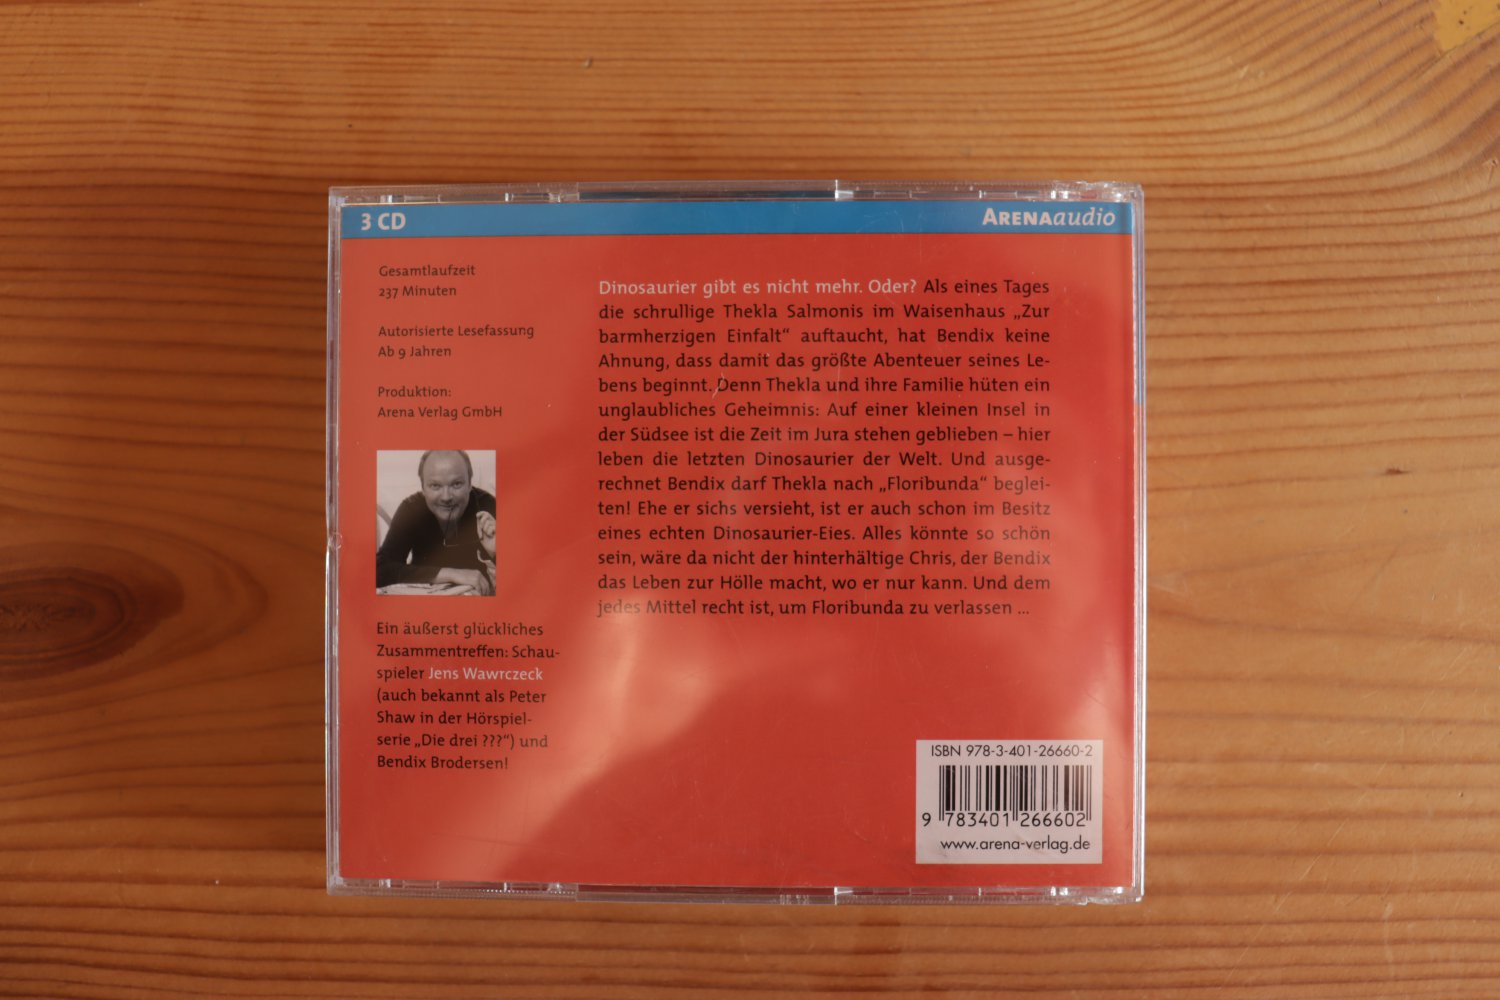 3 CD
ARENAaudio
Gesamtlaufzeit
237 Minuten
Autorisierte Lesefassung
Ab 9 Jahren
Produktion:
Arena Verlag GmbH
Ein äußerst glückliches
Zusammentreffen: Schau-
spieler Jens Wawrczeck
(auch bekannt als Peter
Shaw in der Hörspiel-
serie „Die drei ???“) und
Bendix Brodersen!
Dinosaurier gibt es nicht mehr. Oder? Als eines Tages
die schrullige Thekla Salmonis im Waisenhaus „Zur
barmherzigen Einfalt“ auftaucht, hat Bendix keine
Ahnung, dass damit das größte Abenteuer seines Le-
bens beginnt. Denn Thekla und ihre Familie hüten ein
unglaubliches Geheimnis: Auf einer kleinen Insel in
der Südsee ist die Zeit im Jura stehen geblieben – hier
leben die letzten Dinosaurier der Welt. Und ausge-
rechnet Bendix darf Thekla nach „Floribunda“ beglei-
ten! Ehe er sichs versieht, ist er auch schon im Besitz
eines echten Dinosaurier-Eies. Alles könnte so schön
sein, wäre da nicht der hinterhältige Chris, der Bendix
das Leben zur Hölle macht, wo er nur kann. Und dem
jedes Mittel recht ist, um Floribunda zu verlassen ...
ISBN 978-3-401-26660-2
9 783401 266602
www.arena-verlag.de